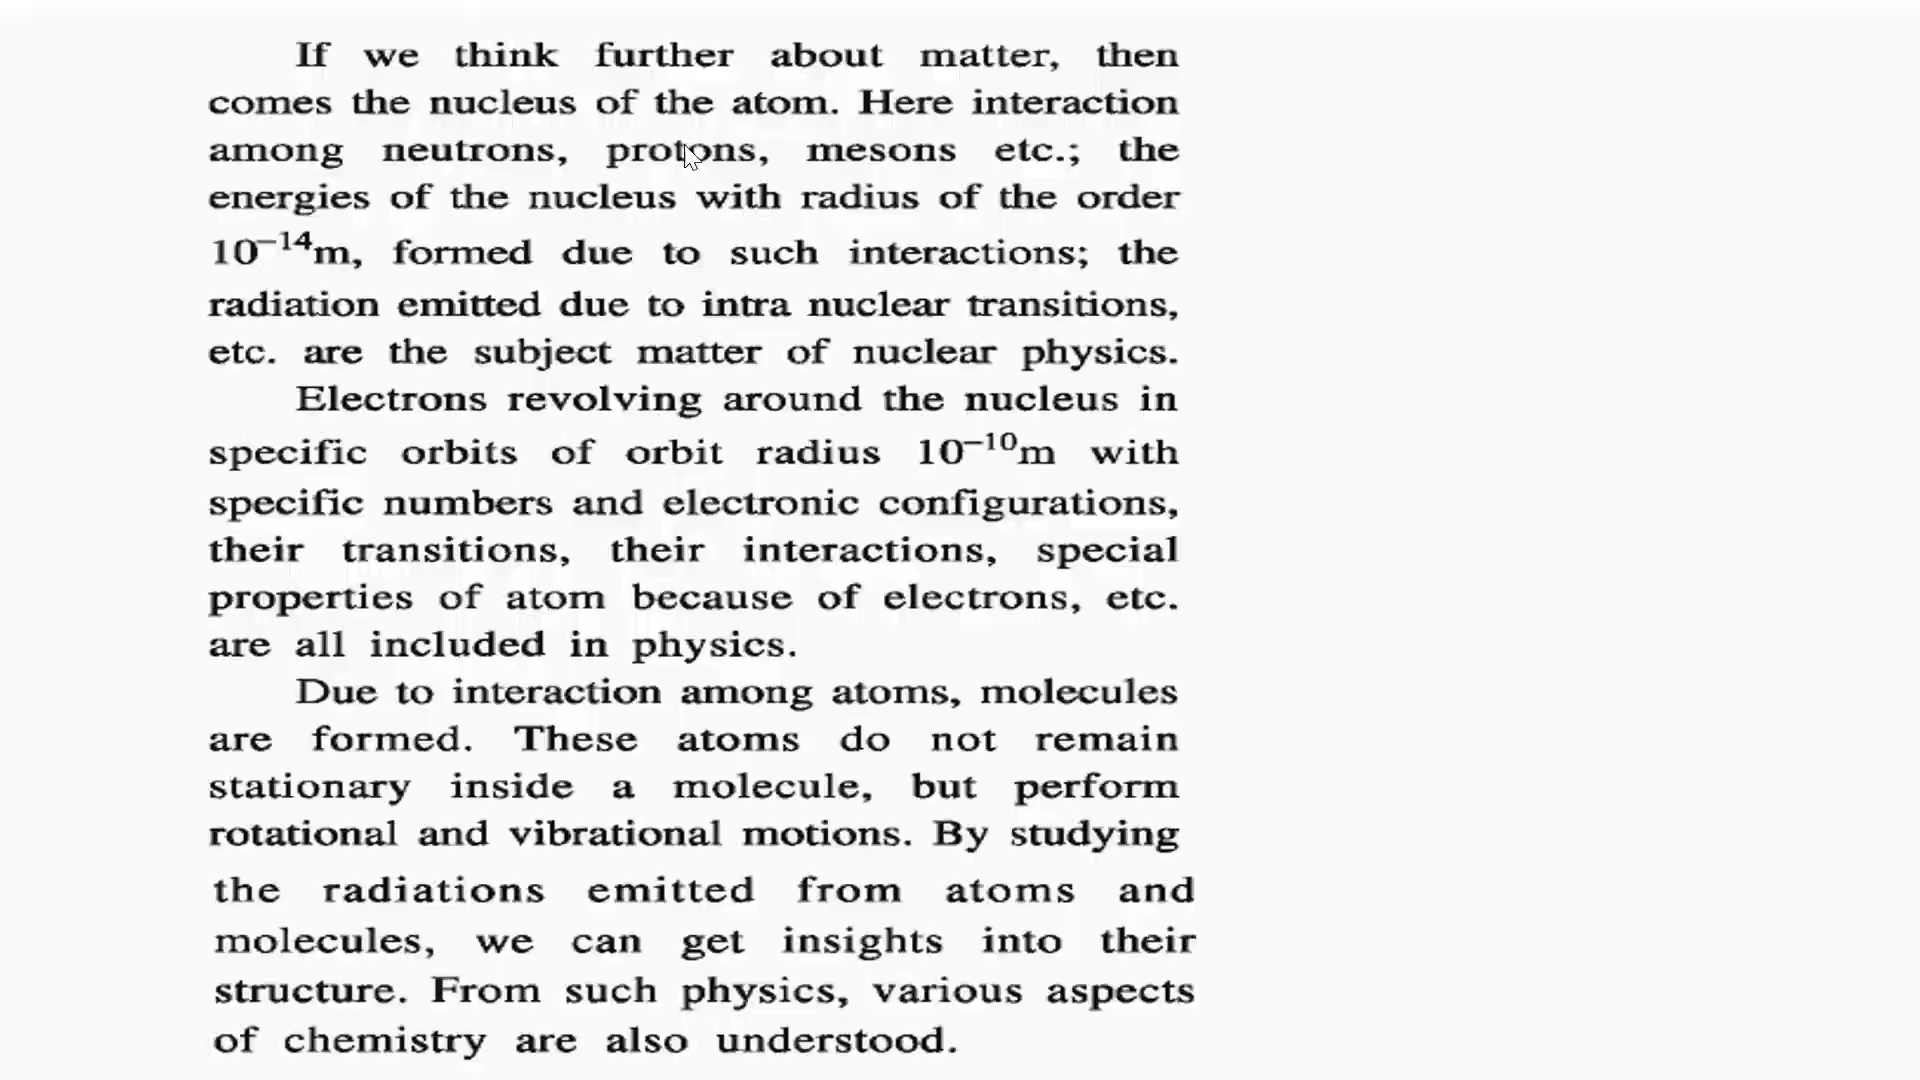 If we think further about matter, then
comes the nucleus of the atom. Here interaction
among neutrons, protons, mesons etc.; the
energies of the nucleus with radius of the order
10⁻¹⁴m, formed due to such interactions; the
radiation emitted due to intra nuclear transitions,
etc. are the subject matter of nuclear physics.
Electrons revolving around the nucleus in
specific orbits of orbit radius 10⁻¹⁰m with
specific numbers and electronic configurations,
their transitions, their interactions, special
properties of atom because of electrons, etc.
are all included in physics.
Due to interaction among atoms, molecules
are formed. These atoms do not remain
stationary inside a molecule, but perform
rotational and vibrational motions. By studying
the radiations emitted from atoms and
molecules, we can get insights into their
structure. From such physics, various aspects
of chemistry are also understood.